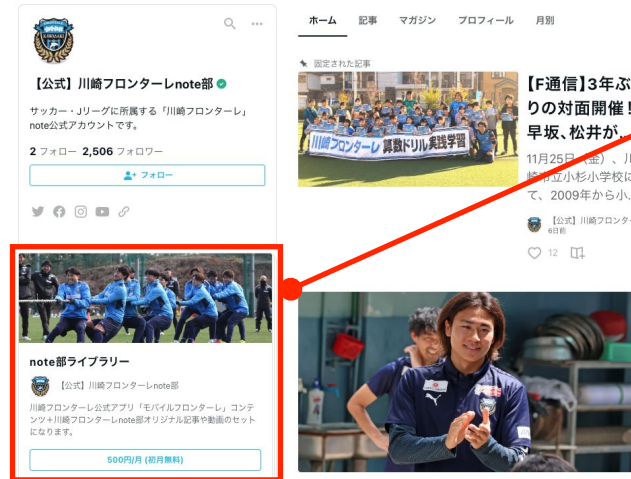 KAWASAKI
【公式】川崎フロンターレnote部
サッカー・Jリーグに所属する「川崎フロンターレ」
note公式アカウントです。
2 フォロー 2,506 フォロワー
フォロー
note部ライブラリー
【公式】川崎フロンターレnote部
川崎フロンターレ公式アプリ「モバイルフロンターレ」コンテ
ンツ+川崎フロンターレnote部オリジナル記事や動画のセット
になります。
500円/月 (初月無料)
ホーム 記事 マガジン プロフィール 月別
固定された記事
川崎フロンターレ 算数ドリル実践学習
【F通信】3年ぶ
りの対面開催!
早坂、松井が...
11月25日(金)、川
崎市立小杉小学校に
て、2009年から小.
【公式】川崎フロンタ
6日前
12